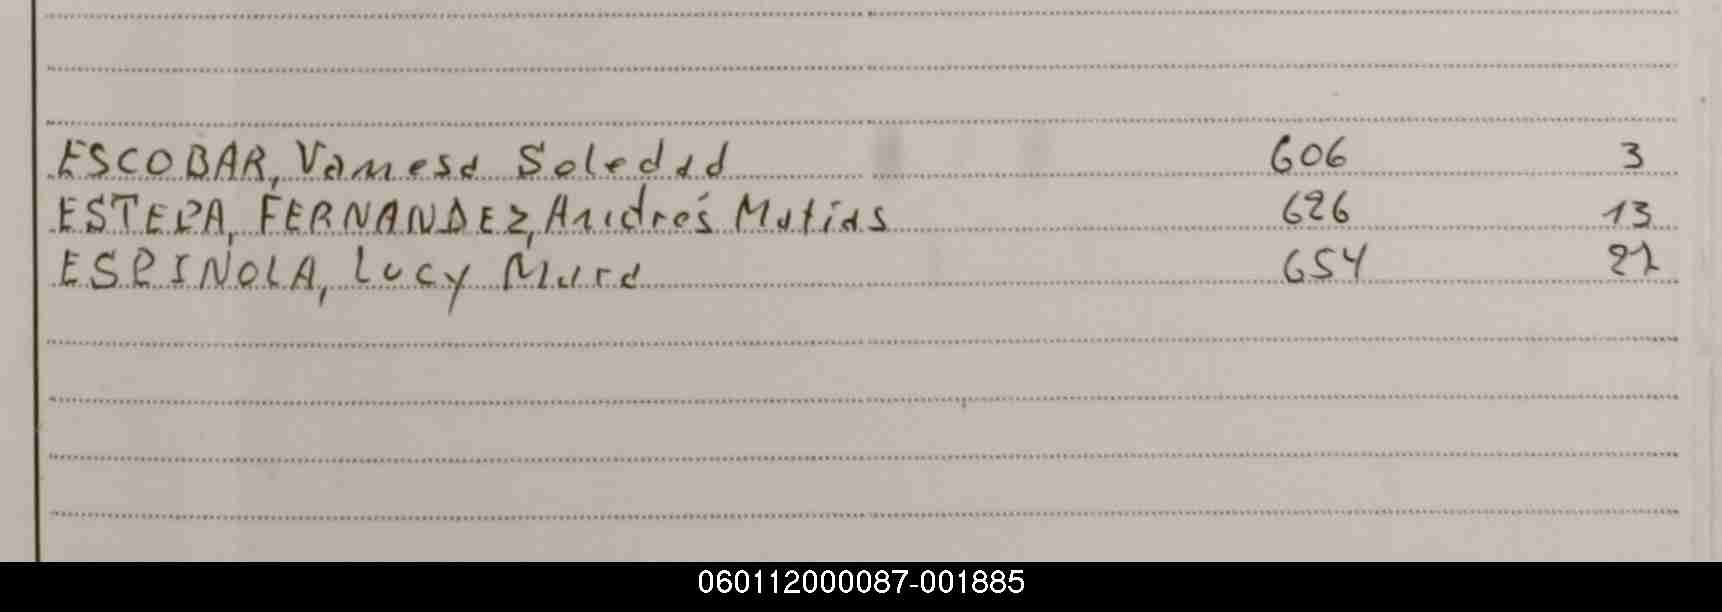 ESCOBAR, Vanesa Soledad 606 3
ESTEPA, FERNANDEZ, Andrés Matias 626 13
ESPINOLA, Lucy Mara 654 27
060112000087-001885